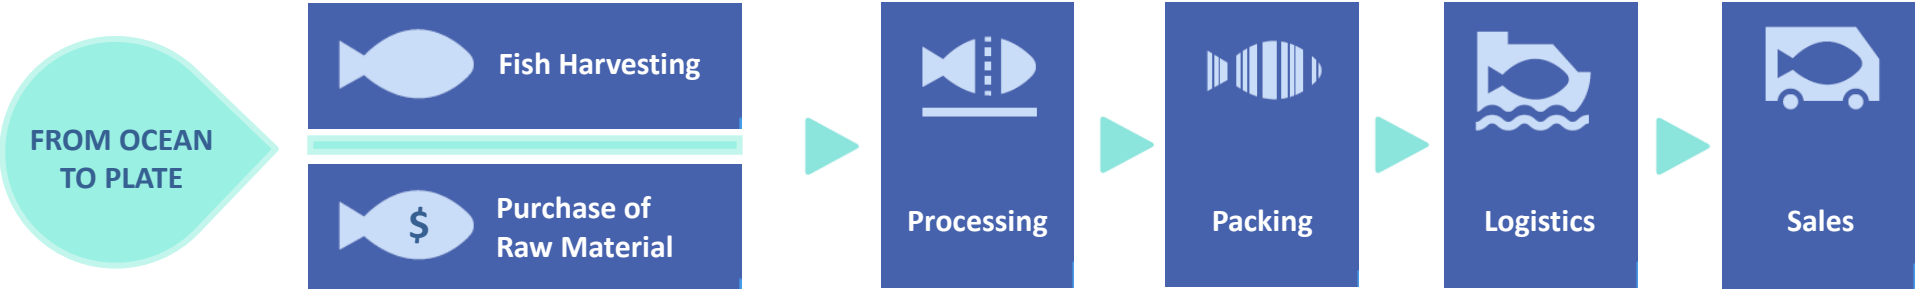 FROM OCEAN
TO PLATE
Fish Harvesting
$
Purchase of
Raw Material
Processing
Packing
Logistics
Sales